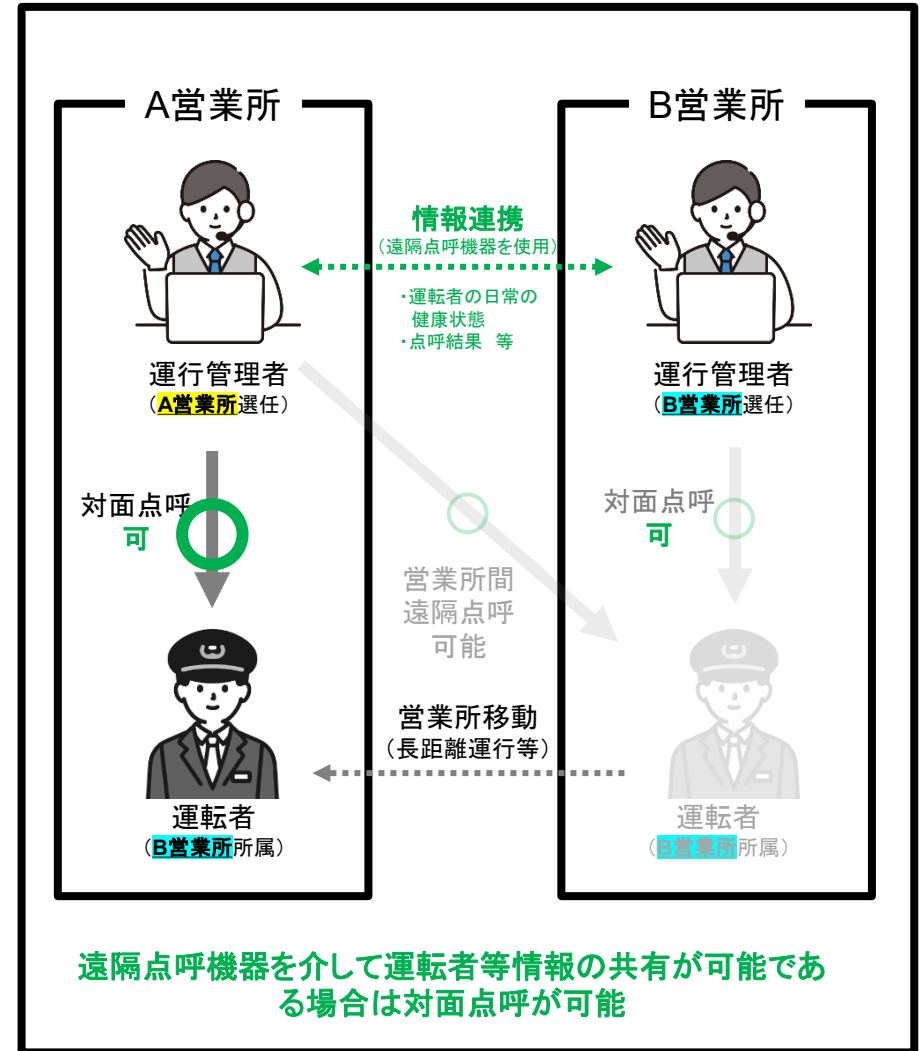 A営業所
B営業所
情報連携
（遠隔点呼機器を使用）
・運転者の日常の
健康状態
・点呼結果　等
運行管理者
（A営業所選任）
運行管理者
（B営業所選任）
対面点呼
可
対面点呼
可
営業所間
遠隔点呼
可能
営業所移動
（長距離運行等）
運転者
（B営業所所属）
運転者
（B営業所所属）
遠隔点呼機器を介して運転者等情報の共有が可能であ
る場合は対面点呼が可能